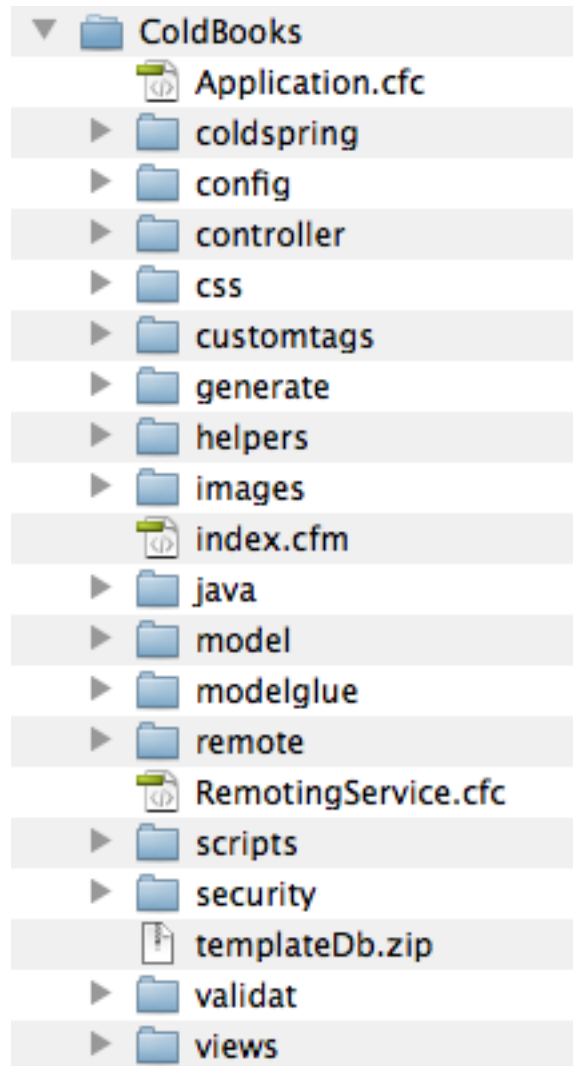 ColdBooks
Application.cfc
coldspring
config
controller
css
customtags
generate
helpers
images
index.cfm
java
model
modelglue
remote
RemotingService.cfc
scripts
security
templateDb.zip
validat
views